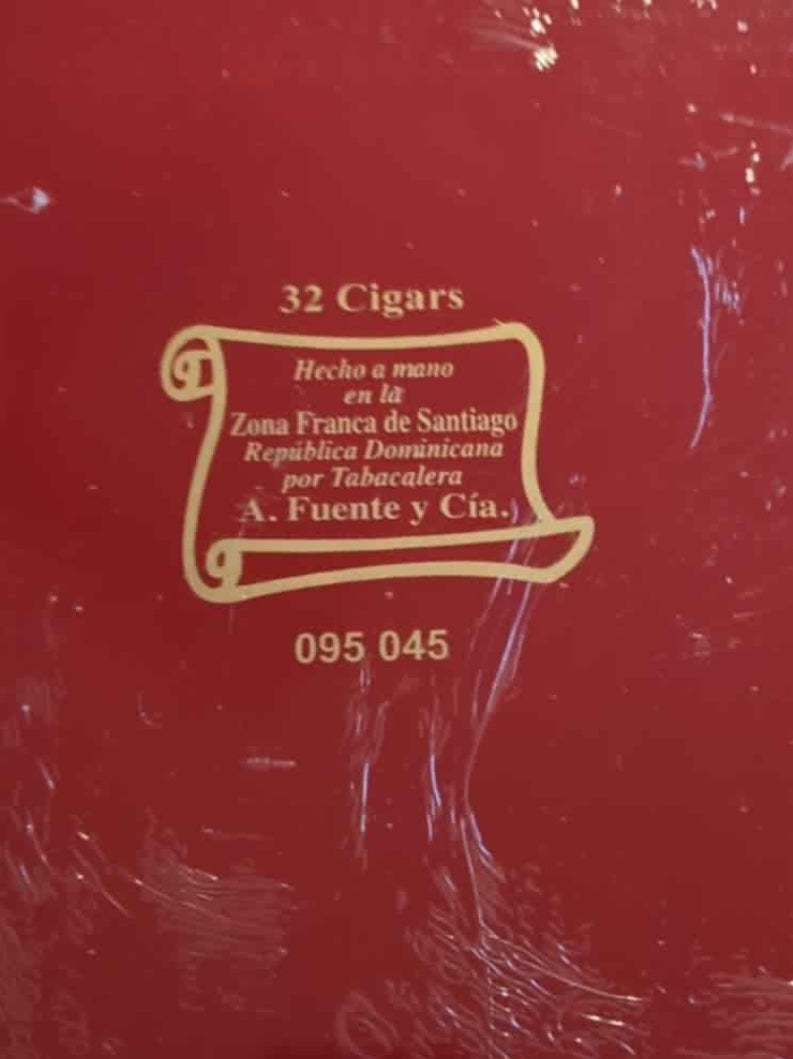 32 Cigars
Hecho a mano
en la
Zona Franca de Santiago
República Dominicana
por Tabacalera
A. Fuente y Cía.
095 045